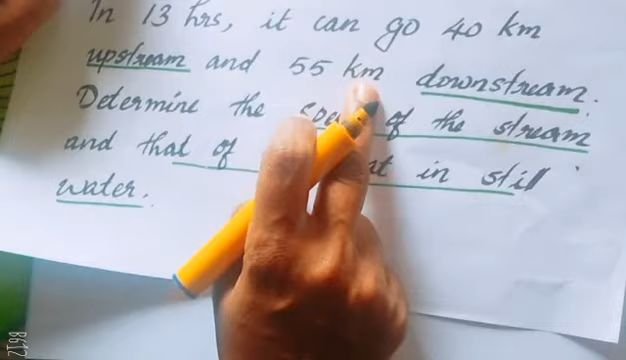 In 13 hrs, it can go 40 km
upstream and 55 km downstream.
Determine the of the stream
and that of in still
water.
B612